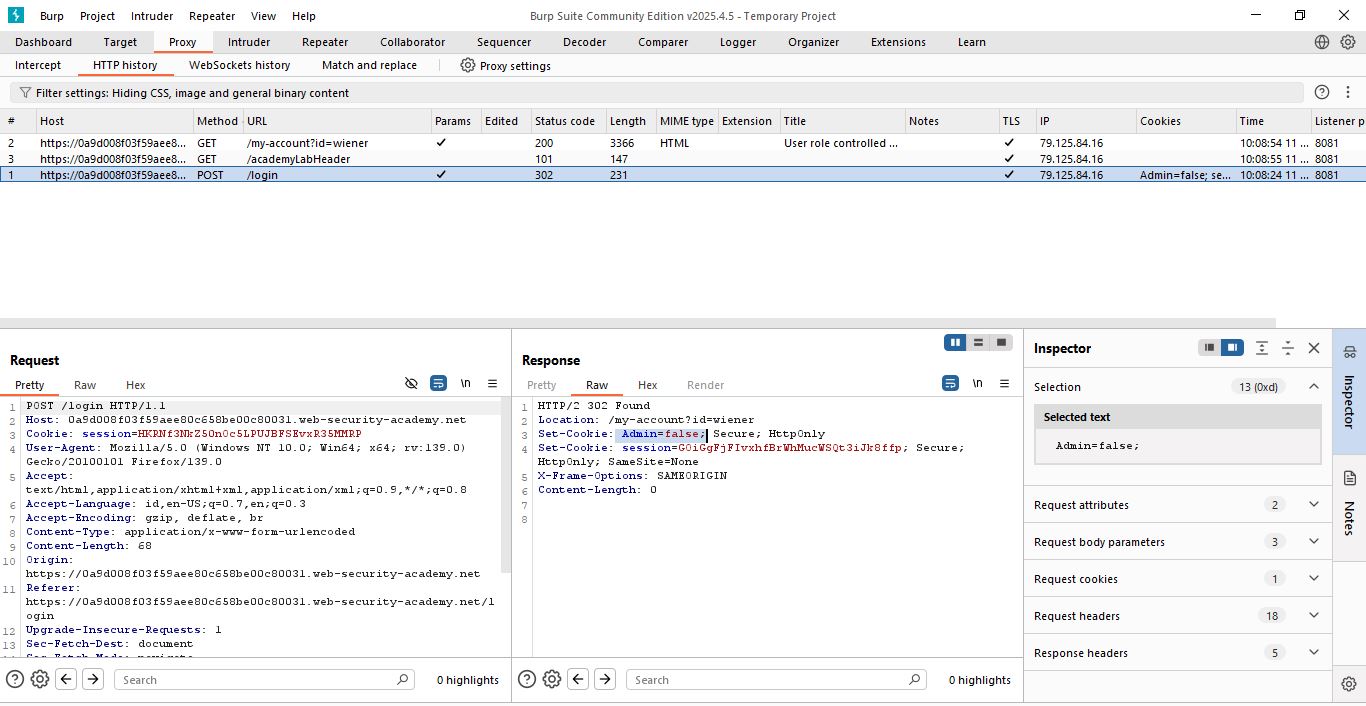 Burp Project Intruder Repeater View Help Burp Suite Community Edition v2025.4.5 - Temporary Project
Dashboard Target Proxy Intruder Repeater Collaborator Sequencer Decoder Comparer Logger Organizer Extensions Learn
Intercept HTTP history WebSockets history Match and replace Proxy settings
Filter settings: Hiding CSS, image and general binary content
# Host Method URL Params Edited Status code Length MIME type Extension Title Notes TLS IP Cookies Time Listener p
2 https://0a9d008f03f59aee8... GET /my-account?id=wiener ✓ 200 3366 HTML User role controlled ... ✓ 79.125.84.16 10:08:54 11 ... 8081
3 https://0a9d008f03f59aee8... GET /academyLabHeader 101 147 ✓ 79.125.84.16 10:08:55 11 ... 8081
1 https://0a9d008f03f59aee8... POST /login ✓ 302 231 ✓ 79.125.84.16 Admin=false; se... 10:08:24 11 ... 8081
Request
Pretty Raw Hex \n
1 POST /login HTTP/1.1
2 Host: 0a9d008f03f59aee80c658be00c80031.web-security-academy.net
3 Cookie: session=HKRNf3NkZ50n0c5LPUJBFSEvxR35MMRP
4 User-Agent: Mozilla/5.0 (Windows NT 10.0; Win64; x64; rv:139.0)
Gecko/20100101 Firefox/139.0
5 Accept:
text/html,application/xhtml+xml,application/xml;q=0.9,*/*;q=0.8
6 Accept-Language: id,en-US;q=0.7,en;q=0.3
7 Accept-Encoding: gzip, deflate, br
8 Content-Type: application/x-www-form-urlencoded
9 Content-Length: 68
10 Origin:
https://0a9d008f03f59aee80c658be00c80031.web-security-academy.net
11 Referer:
https://0a9d008f03f59aee80c658be00c80031.web-security-academy.net/l
ogin
12 Upgrade-Insecure-Requests: 1
13 Sec-Fetch-Dest: document
Search 0 highlights
Response
Pretty Raw Hex Render \n
1 HTTP/2 302 Found
2 Location: /my-account?id=wiener
3 Set-Cookie: Admin=false; Secure; HttpOnly
4 Set-Cookie: session=G0iGgFjFIvxhfBrWhMucWSQt3iJk8ffp; Secure;
HttpOnly; SameSite=None
5 X-Frame-Options: SAMEORIGIN
6 Content-Length: 0
7
8
Search 0 highlights
Inspector
Selection 13 (0xd)
Selected text
Admin=false;
Request attributes 2
Request body parameters 3
Request cookies 1
Request headers 18
Response headers 5
Inspector
Notes